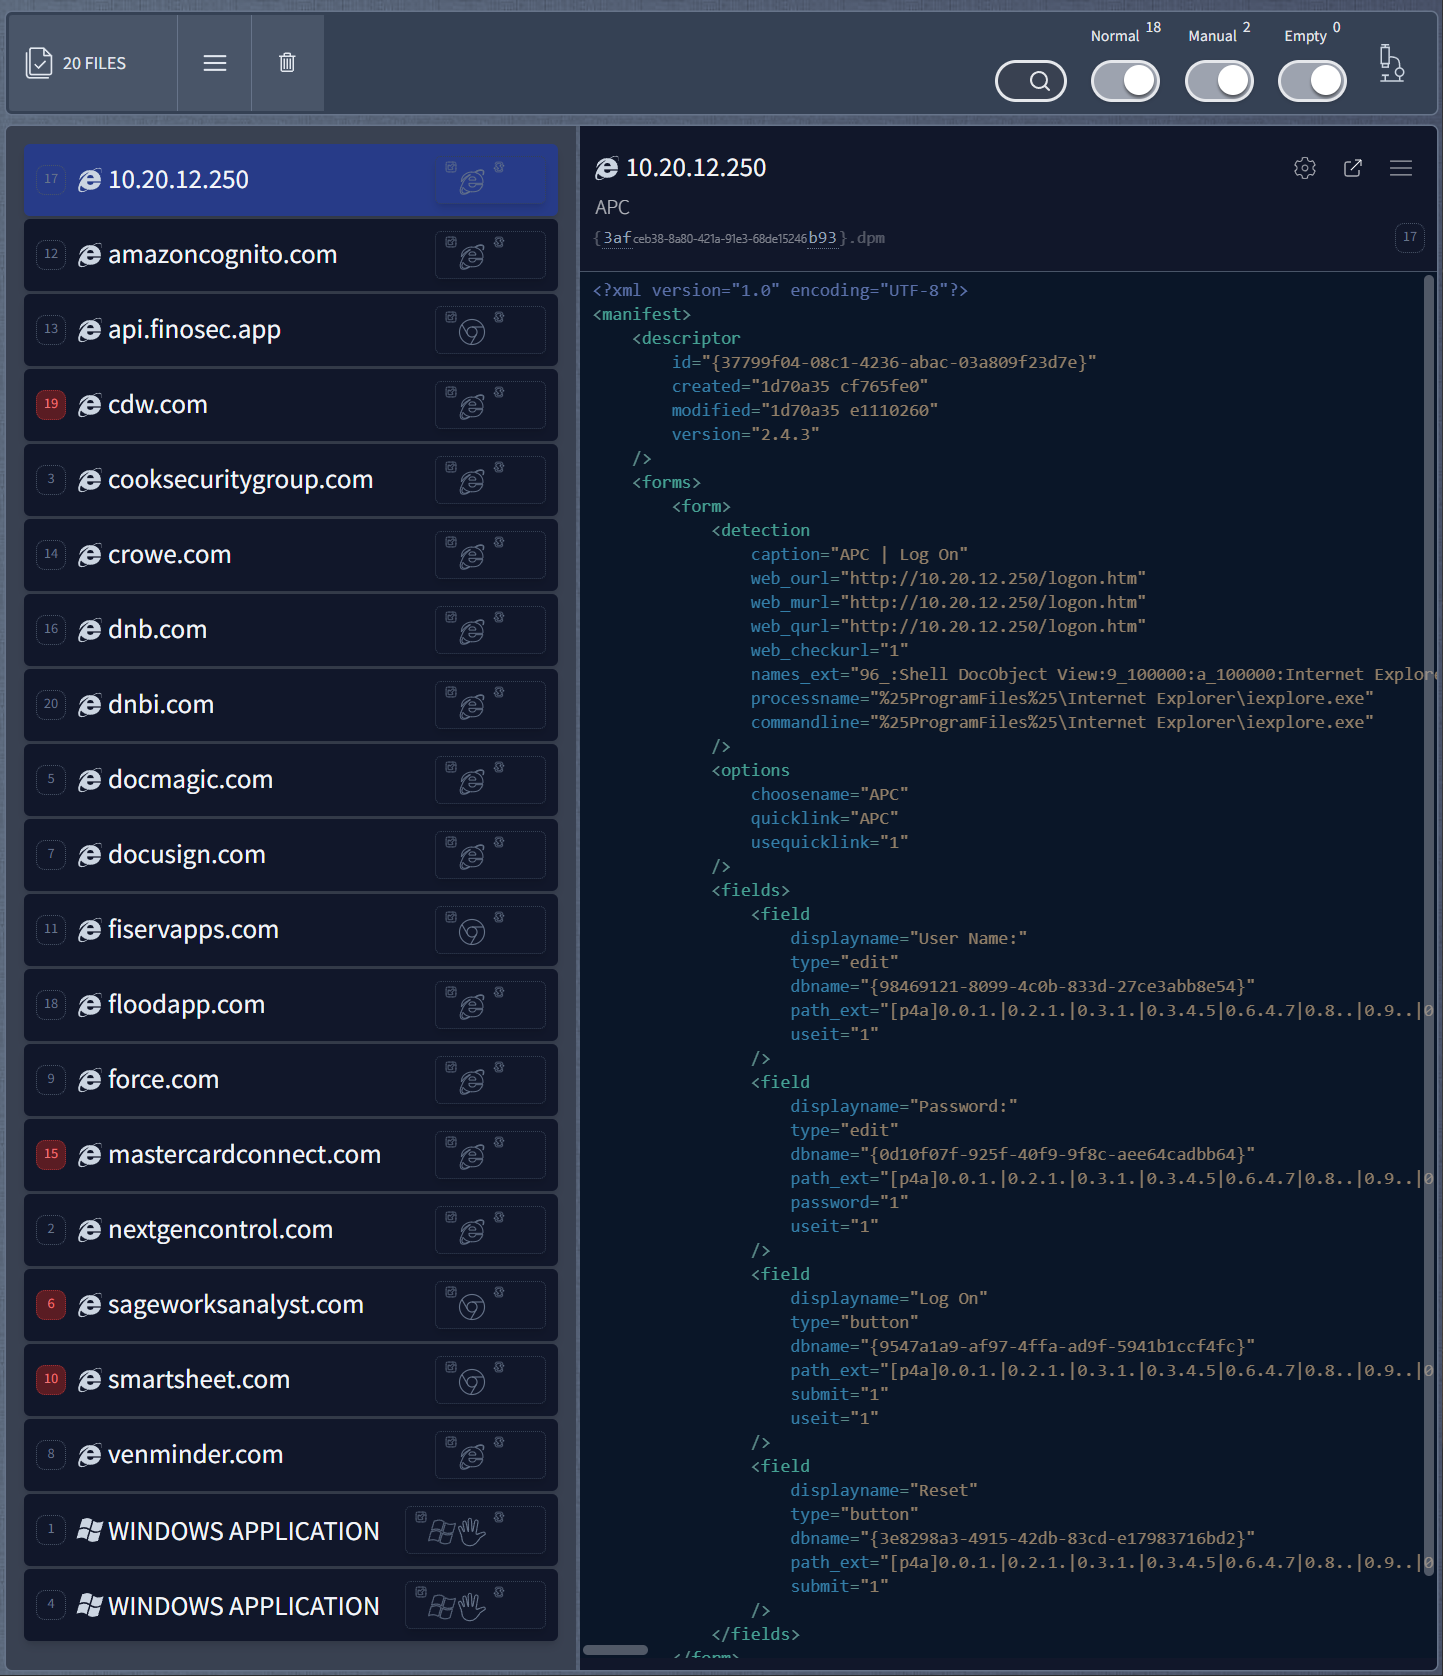 20 FILES
Normal 18
Manual 2
Empty 0
17 10.20.12.250
12 amazoncognito.com
13 api.finosec.app
19 cdw.com
3 cooksecuritygroup.com
14 crowe.com
16 dnb.com
20 dnbi.com
5 docmagic.com
7 docusign.com
11 fiservapps.com
18 floodapp.com
9 force.com
15 mastercardconnect.com
2 nextgencontrol.com
6 sageworksanalyst.com
10 smartsheet.com
8 venminder.com
1 WINDOWS APPLICATION
4 WINDOWS APPLICATION
10.20.12.250
APC
{3afceb38-8a80-421a-91e3-68de15246b93}.dpm
17
<?xml version="1.0" encoding="UTF-8"?>
<manifest>
<descriptor
id="{37799f04-08c1-4236-abac-03a809f23d7e}"
created="1d70a35 cf765fe0"
modified="1d70a35 e1110260"
version="2.4.3"
/>
<forms>
<form>
<detection
caption="APC | Log On"
web_ourl="http://10.20.12.250/logon.htm"
web_murl="http://10.20.12.250/logon.htm"
web_qurl="http://10.20.12.250/logon.htm"
web_checkurl="1"
names_ext="96_:Shell DocObject View:9_100000:a_100000:Internet Explore
processname="%25ProgramFiles%25\Internet Explorer\iexplore.exe"
commandline="%25ProgramFiles%25\Internet Explorer\iexplore.exe"
/>
<options
choosename="APC"
quicklink="APC"
usequicklink="1"
/>
<fields>
<field
displayname="User Name:"
type="edit"
dbname="{98469121-8099-4c0b-833d-27ce3abb8e54}"
path_ext="[p4a]0.0.1.|0.2.1.|0.3.1.|0.3.4.5|0.6.4.7|0.8..|0.9..|0
useit="1"
/>
<field
displayname="Password:"
type="edit"
dbname="{0d10f07f-925f-40f9-9f8c-aee64cadbb64}"
path_ext="[p4a]0.0.1.|0.2.1.|0.3.1.|0.3.4.5|0.6.4.7|0.8..|0.9..|0
password="1"
useit="1"
/>
<field
displayname="Log On"
type="button"
dbname="{9547a1a9-af97-4ffa-ad9f-5941b1ccf4fc}"
path_ext="[p4a]0.0.1.|0.2.1.|0.3.1.|0.3.4.5|0.6.4.7|0.8..|0.9..|0
submit="1"
useit="1"
/>
<field
displayname="Reset"
type="button"
dbname="{3e8298a3-4915-42db-83cd-e17983716bd2}"
path_ext="[p4a]0.0.1.|0.2.1.|0.3.1.|0.3.4.5|0.6.4.7|0.8..|0.9..|0
submit="1"
/>
</fields>
</form>